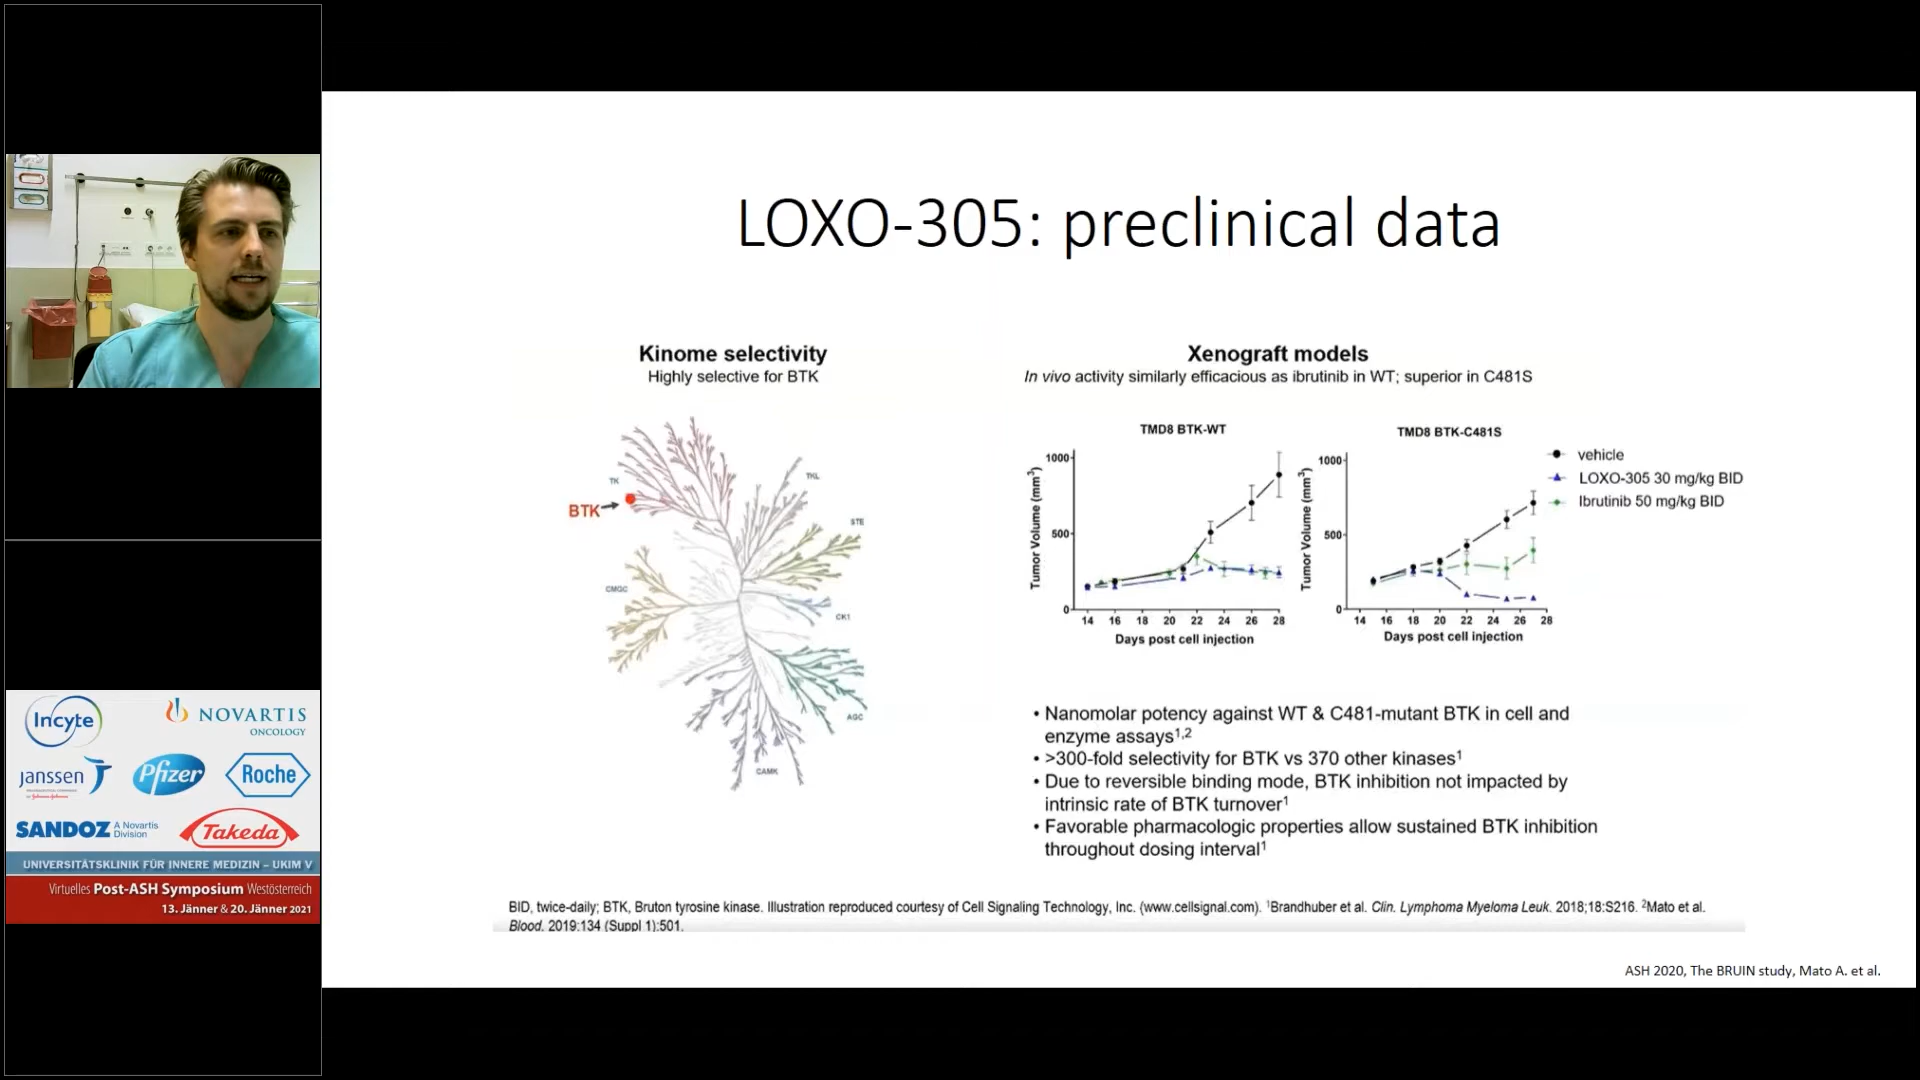 LOXO-305: preclinical data
Kinome selectivity
Highly selective for BTK
TK
TKL
BTK
STE
CMGC
CK1
AGC
CAMK
Xenograft models
In vivo activity similarly efficacious as ibrutinib in WT; superior in C481S
TMD8 BTK-WT
Tumor Volume (mm³)
1000
500
0
14 16 18 20 22 24 26 28
Days post cell injection
TMD8 BTK-C481S
Tumor Volume (mm³)
1000
500
0
14 16 18 20 22 24 26 28
Days post cell injection
vehicle
LOXO-305 30 mg/kg BID
Ibrutinib 50 mg/kg BID
• Nanomolar potency against WT & C481-mutant BTK in cell and
enzyme assays¹,²
• >300-fold selectivity for BTK vs 370 other kinases¹
• Due to reversible binding mode, BTK inhibition not impacted by
intrinsic rate of BTK turnover¹
• Favorable pharmacologic properties allow sustained BTK inhibition
throughout dosing interval¹
BID, twice-daily; BTK, Bruton tyrosine kinase. Illustration reproduced courtesy of Cell Signaling Technology, Inc. (www.cellsignal.com). ¹Brandhuber et al. Clin. Lymphoma Myeloma Leuk. 2018;18:S216. ²Mato et al.
Blood. 2019:134 (Suppl 1):501.
ASH 2020, The BRUIN study, Mato A. et al.
Incyte
NOVARTIS
ONCOLOGY
janssen
Pfizer
Roche
SANDOZ A Novartis
Division
Takeda
UNIVERSITÄTSKLINIK FÜR INNERE MEDIZIN – UKIM V
Virtuelles Post-ASH Symposium Westösterreich
13. Jänner & 20. Jänner 2021